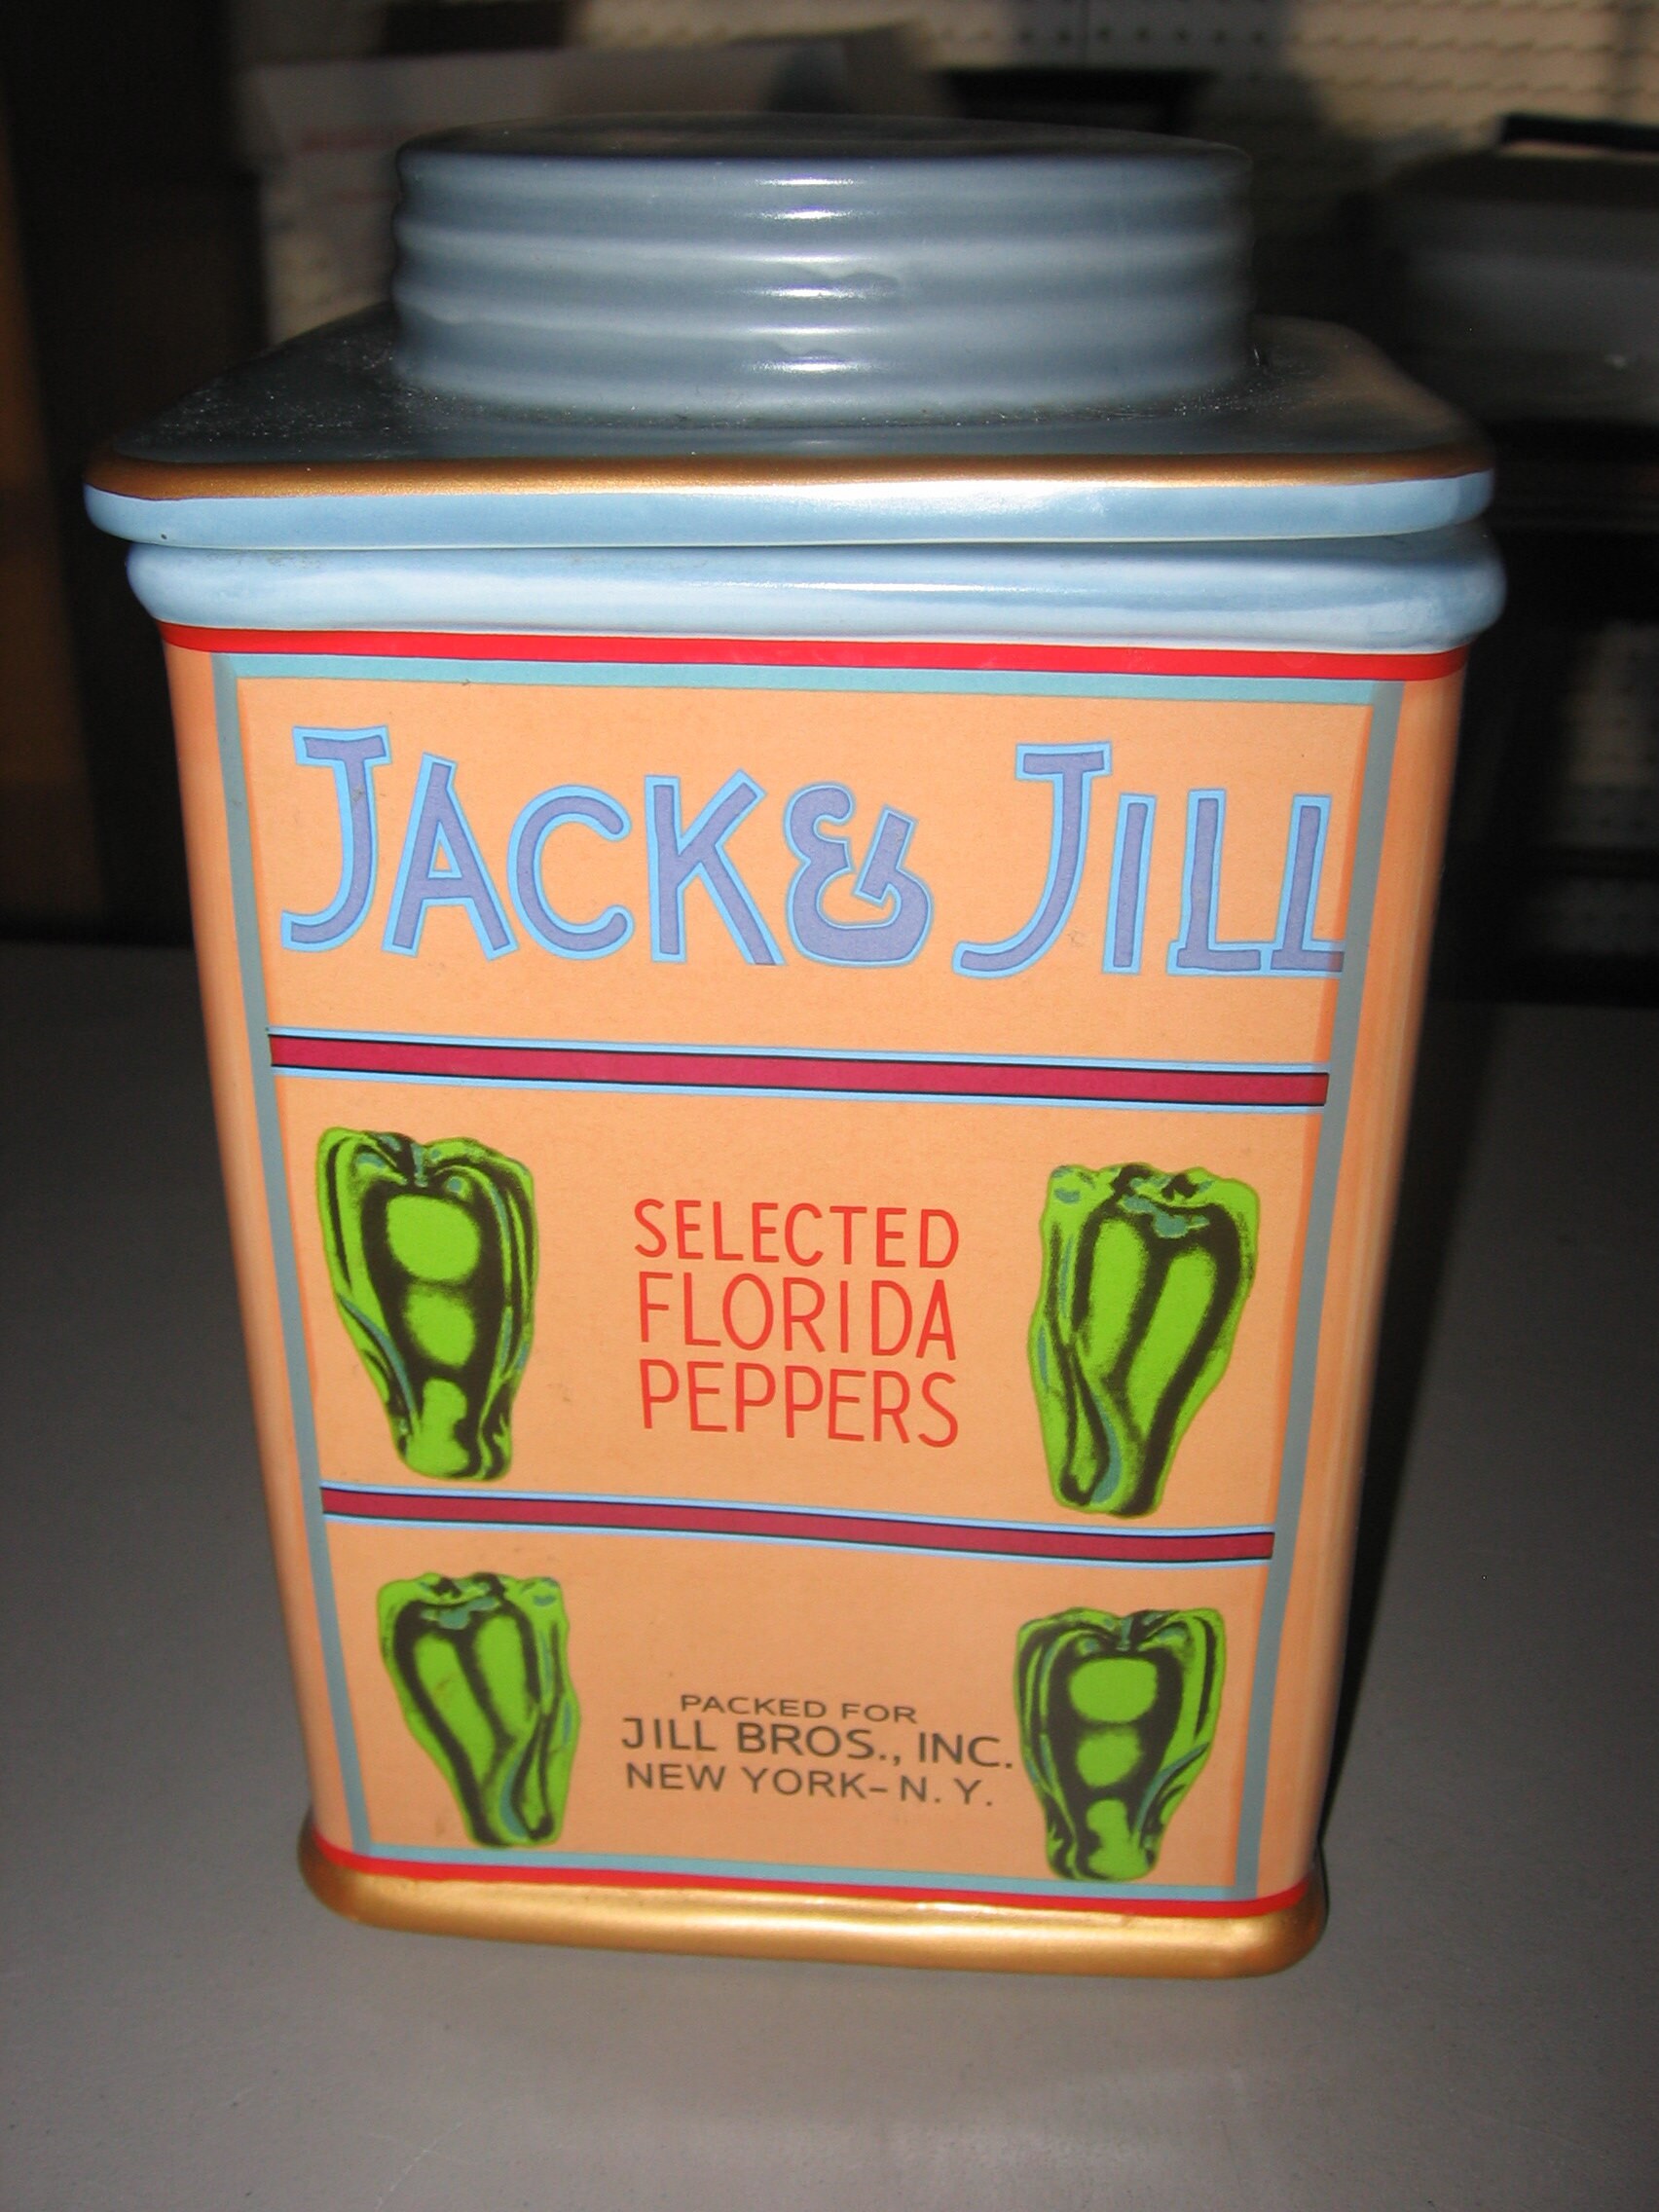 JACK & JILL
SELECTED
FLORIDA
PEPPERS
PACKED FOR
JILL BROS., INC.
NEW YORK-N. Y.